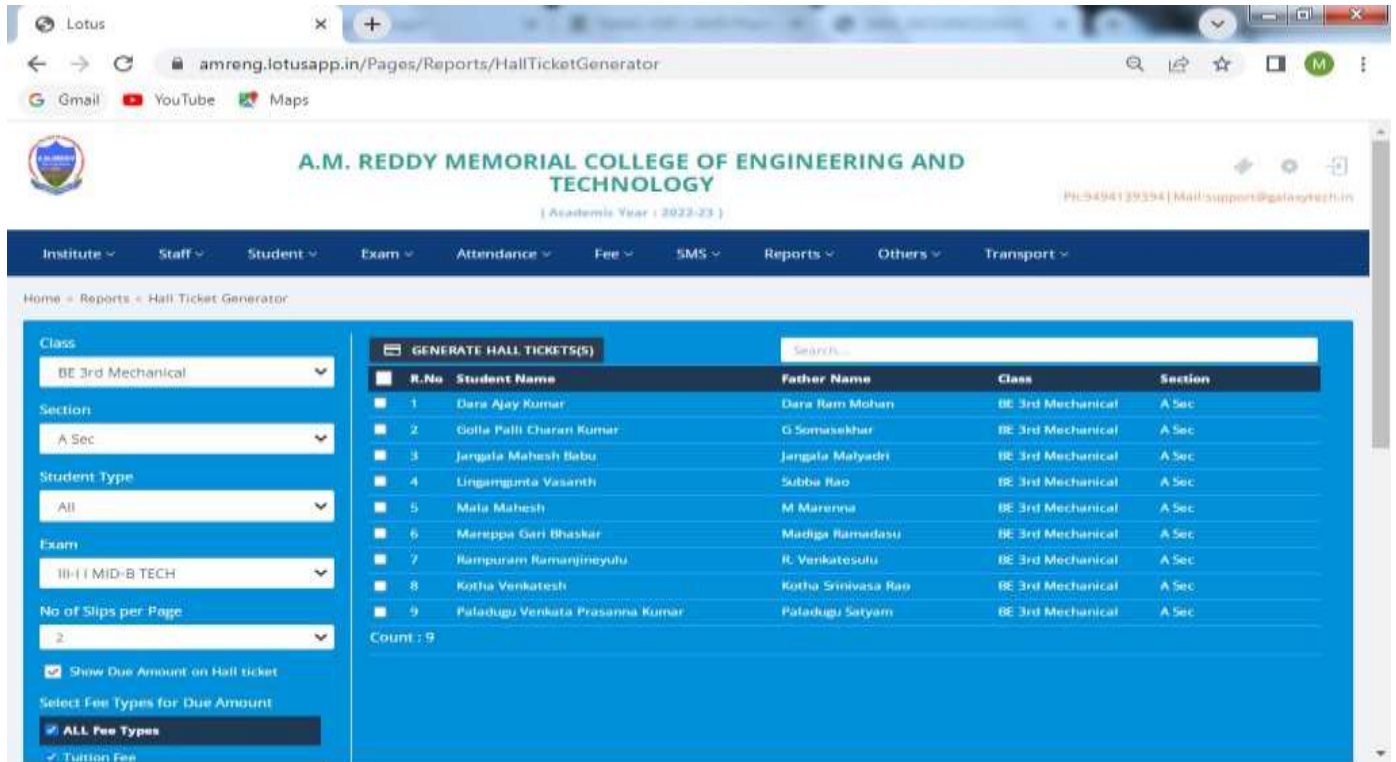 Lotus
amreng.lotusapp.in/Pages/Reports/HallTicketGenerator
M
Gmail YouTube Maps
A.M. REDDY MEMORIAL COLLEGE OF ENGINEERING AND
TECHNOLOGY
( Academic Year : 2022-23 )
PH:9494139394|Mail:support@galaxytech.in
Institute Staff Student Exam Attendance Fee SMS Reports Others Transport
Home » Reports » Hall Ticket Generator
Class
BE 3rd Mechanical
Section
A Sec
Student Type
All
Exam
III-I I MID-B TECH
No of Slips per Page
2
Show Due Amount on Hall ticket
Select Fee Types for Due Amount
ALL Fee Types
Tuition Fee
GENERATE HALL TICKETS(S) Search...
R.No Student Name Father Name Class Section
1 Dara Ajay Kumar Dara Ram Mohan BE 3rd Mechanical A Sec
2 Golla Palli Charan Kumar G Somasekhar BE 3rd Mechanical A Sec
3 Jangala Mahesh Babu Jangala Malyadri BE 3rd Mechanical A Sec
4 Lingamgunta Vasanth Subba Rao BE 3rd Mechanical A Sec
5 Mala Mahesh M Marenna BE 3rd Mechanical A Sec
6 Mareppa Gari Bhaskar Madiga Ramadasu BE 3rd Mechanical A Sec
7 Rampuram Ramanjineyulu R. Venkatesulu BE 3rd Mechanical A Sec
8 Kotha Venkatesh Kotha Srinivasa Rao BE 3rd Mechanical A Sec
9 Paladugu Venkata Prasanna Kumar Paladugu Satyam BE 3rd Mechanical A Sec
Count : 9